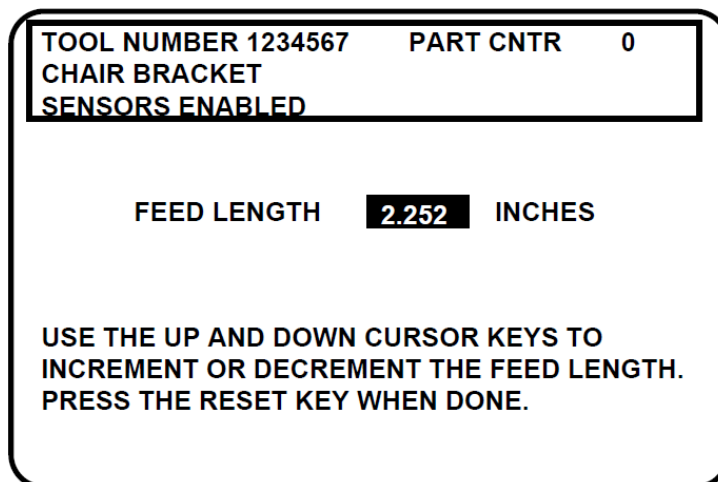 TOOL NUMBER 1234567 PART CNTR 0
CHAIR BRACKET
SENSORS ENABLED
FEED LENGTH 2.252 INCHES
USE THE UP AND DOWN CURSOR KEYS TO
INCREMENT OR DECREMENT THE FEED LENGTH.
PRESS THE RESET KEY WHEN DONE.